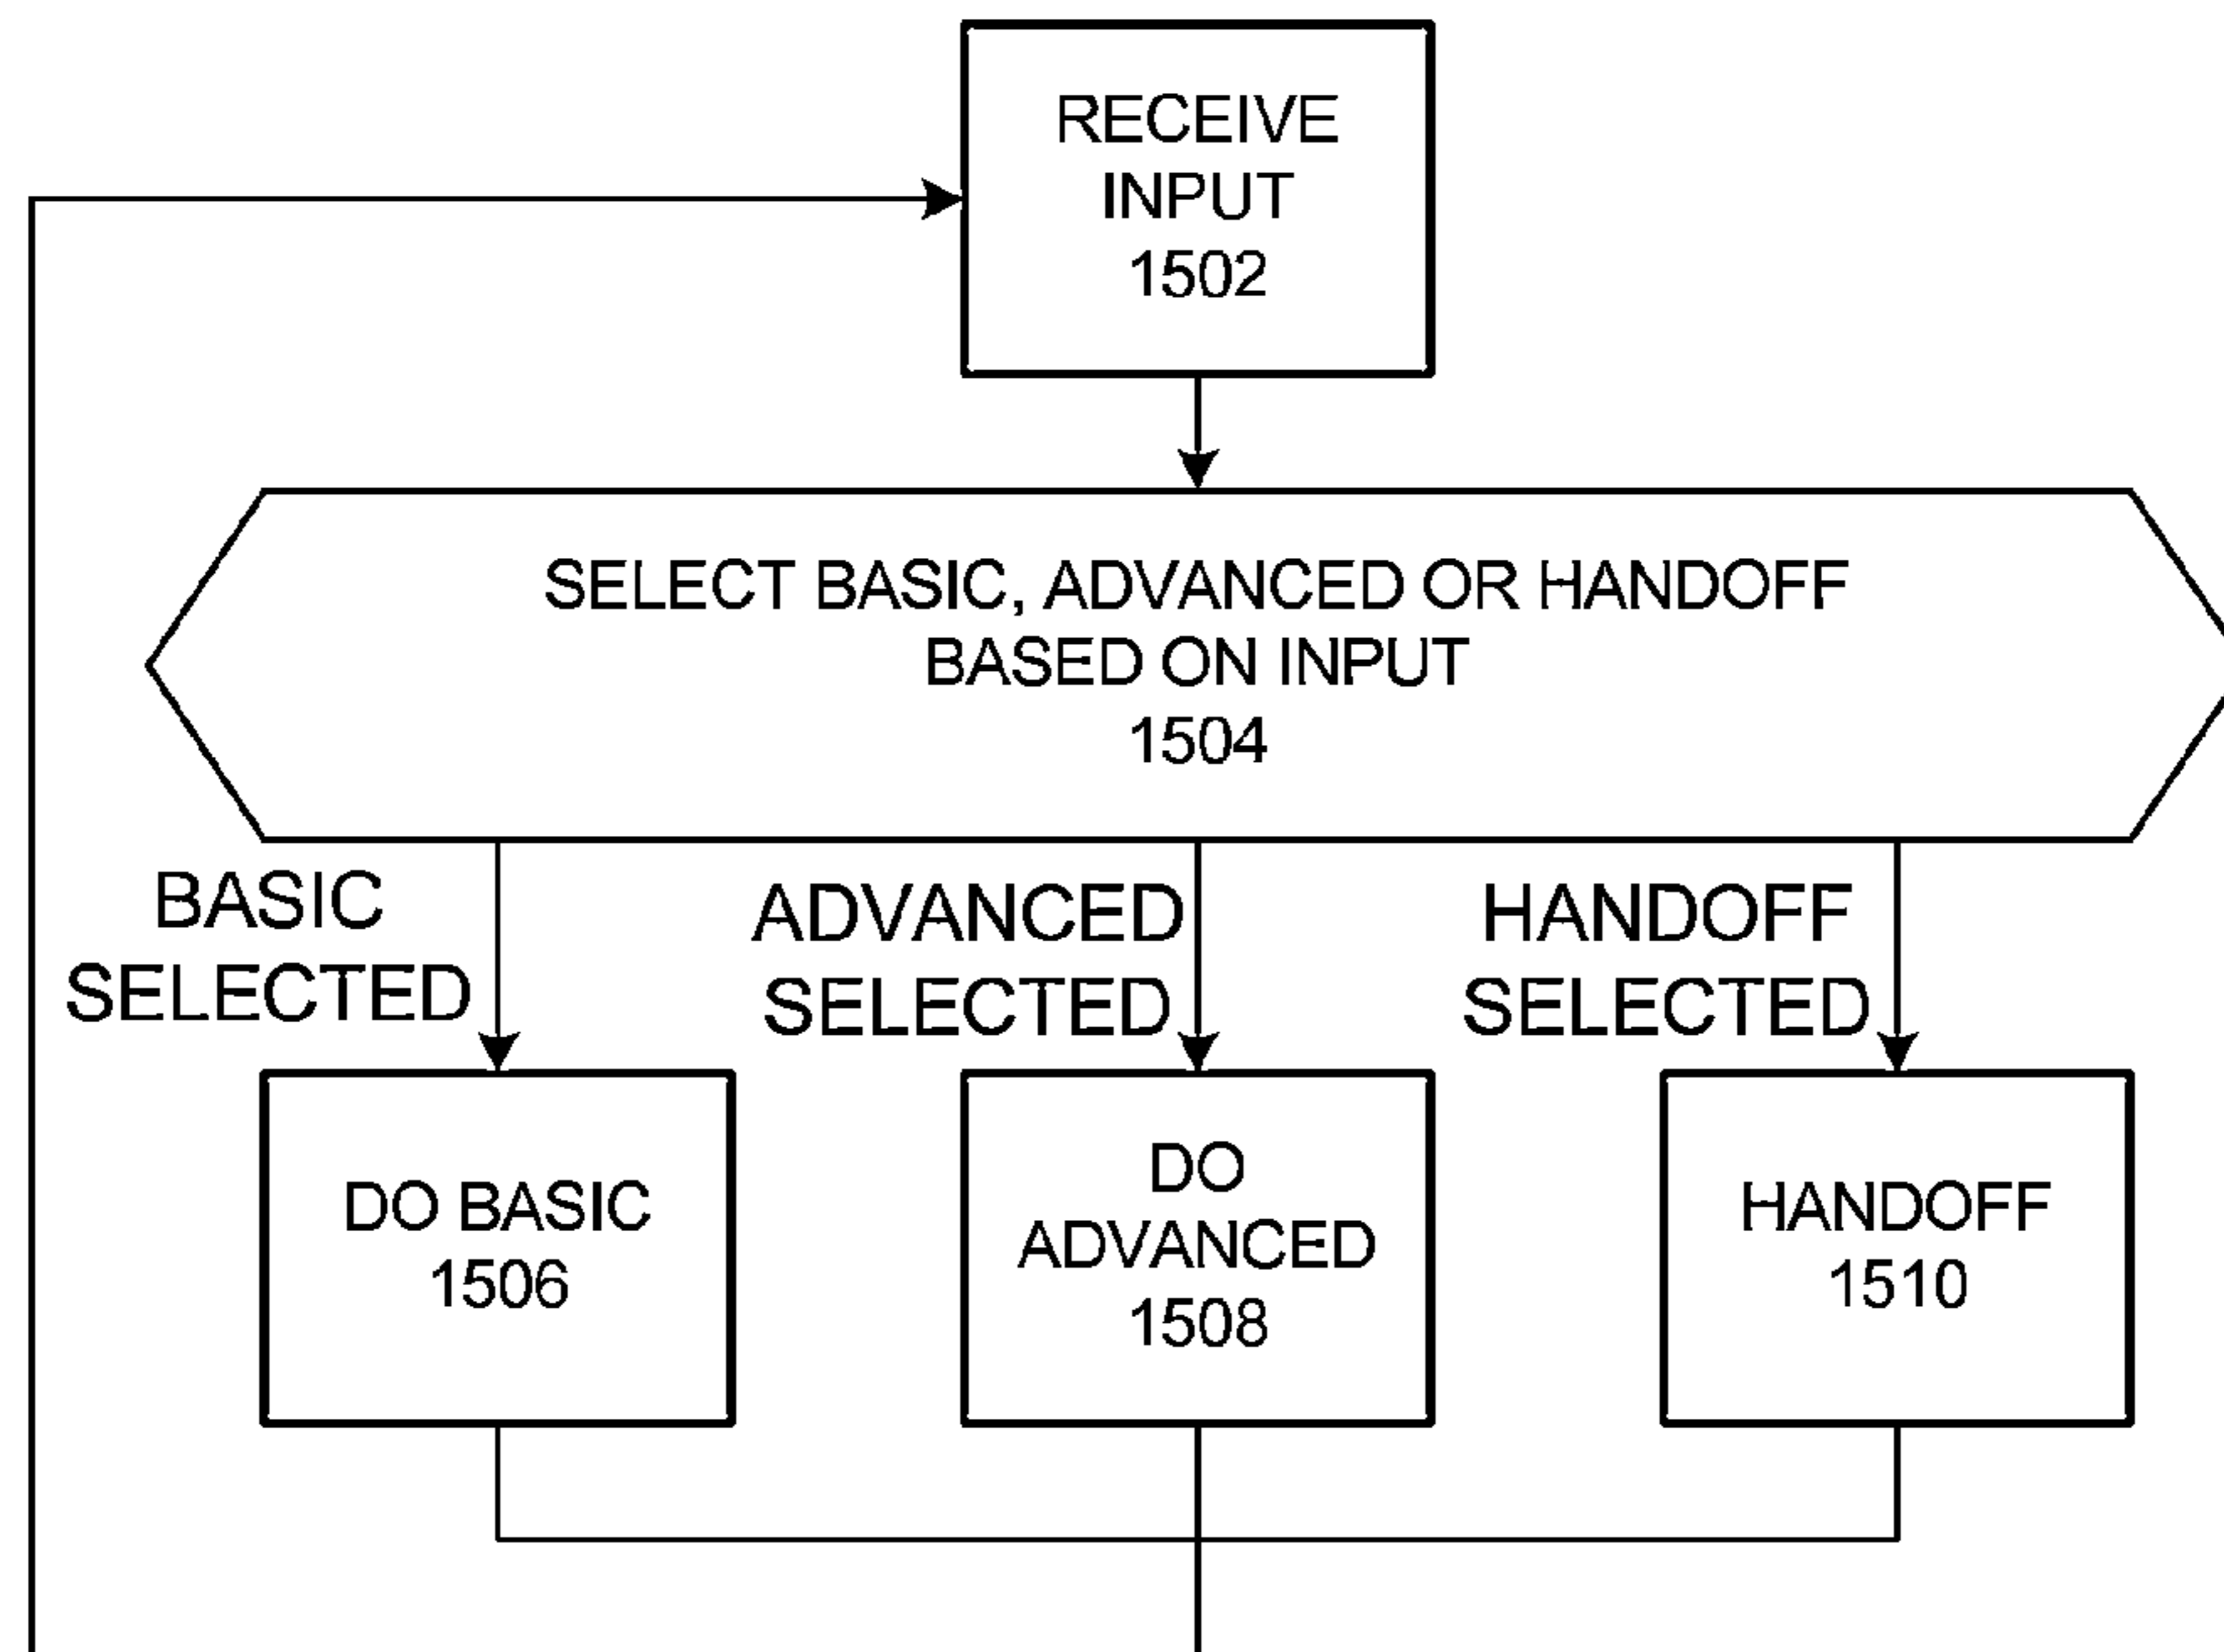 RECEIVE
INPUT
1502
SELECT BASIC, ADVANCED OR HANDOFF
BASED ON INPUT
1504
BASIC
SELECTED
ADVANCED
SELECTED
HANDOFF
SELECTED
DO BASIC
1506
DO
ADVANCED
1508
HANDOFF
1510